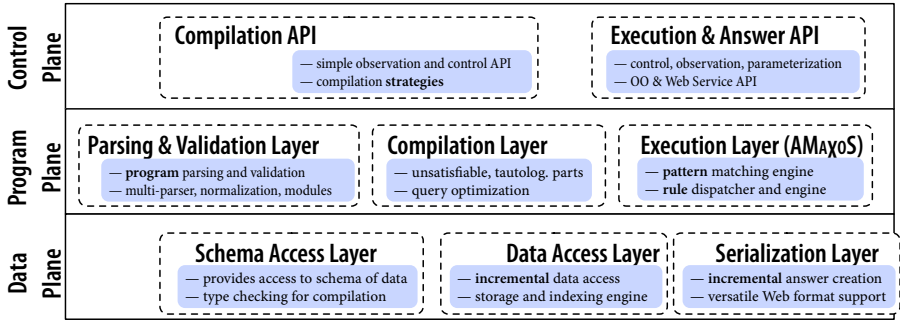 Control Plane
Compilation API
— simple observation and control API
— compilation strategies
Execution & Answer API
— control, observation, parameterization
— OO & Web Service API
Program Plane
Parsing & Validation Layer
— program parsing and validation
— multi-parser, normalization, modules
Compilation Layer
— unsatisfiable, tautolog. parts
— query optimization
Execution Layer (AMaχoS)
— pattern matching engine
— rule dispatcher and engine
Data Plane
Schema Access Layer
— provides access to schema of data
— type checking for compilation
Data Access Layer
— incremental data access
— storage and indexing engine
Serialization Layer
— incremental answer creation
— versatile Web format support